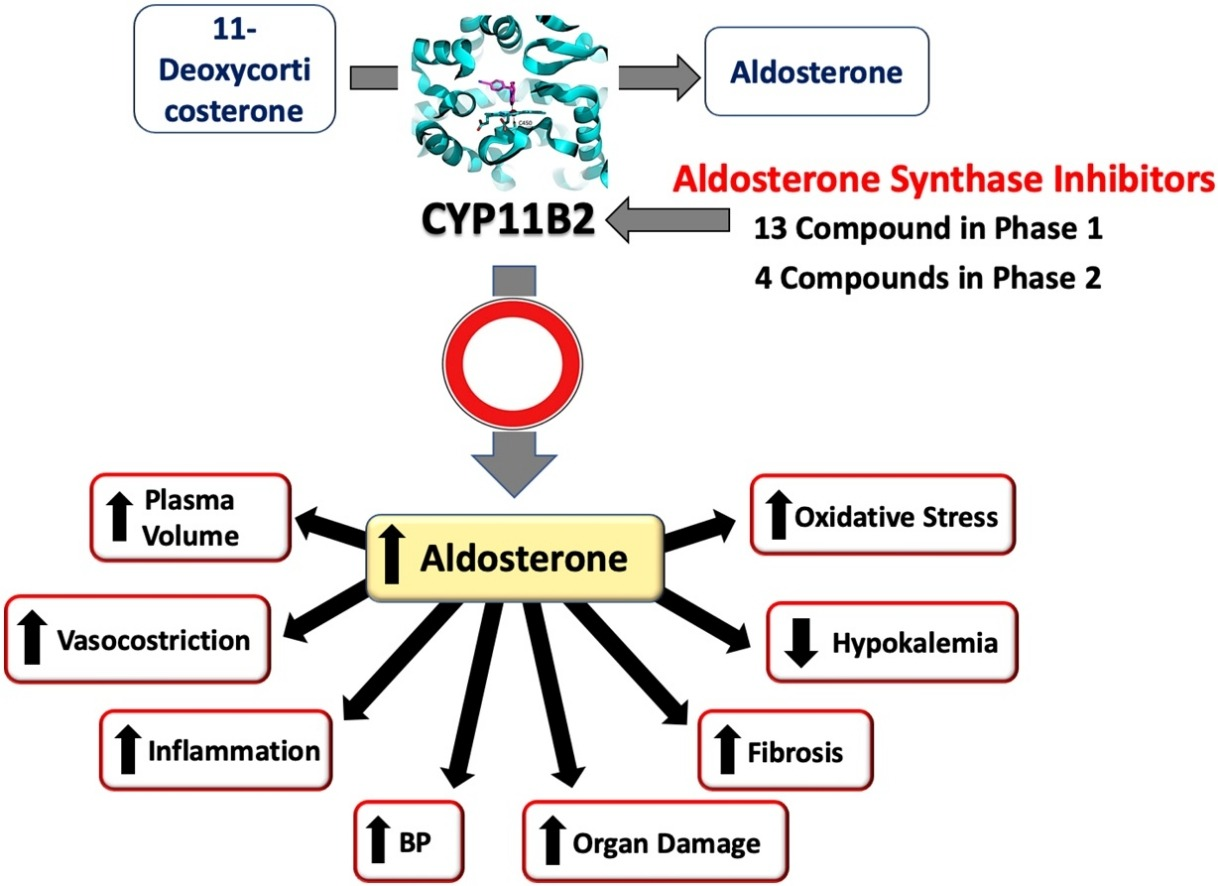 11-
Deoxycorti
costerone
Aldosterone
C450
Aldosterone Synthase Inhibitors
CYP11B2
13 Compound in Phase 1
4 Compounds in Phase 2
Plasma
Volume
Oxidative Stress
Aldosterone
Vasocostriction
Hypokalemia
Inflammation
Fibrosis
BP
Organ Damage